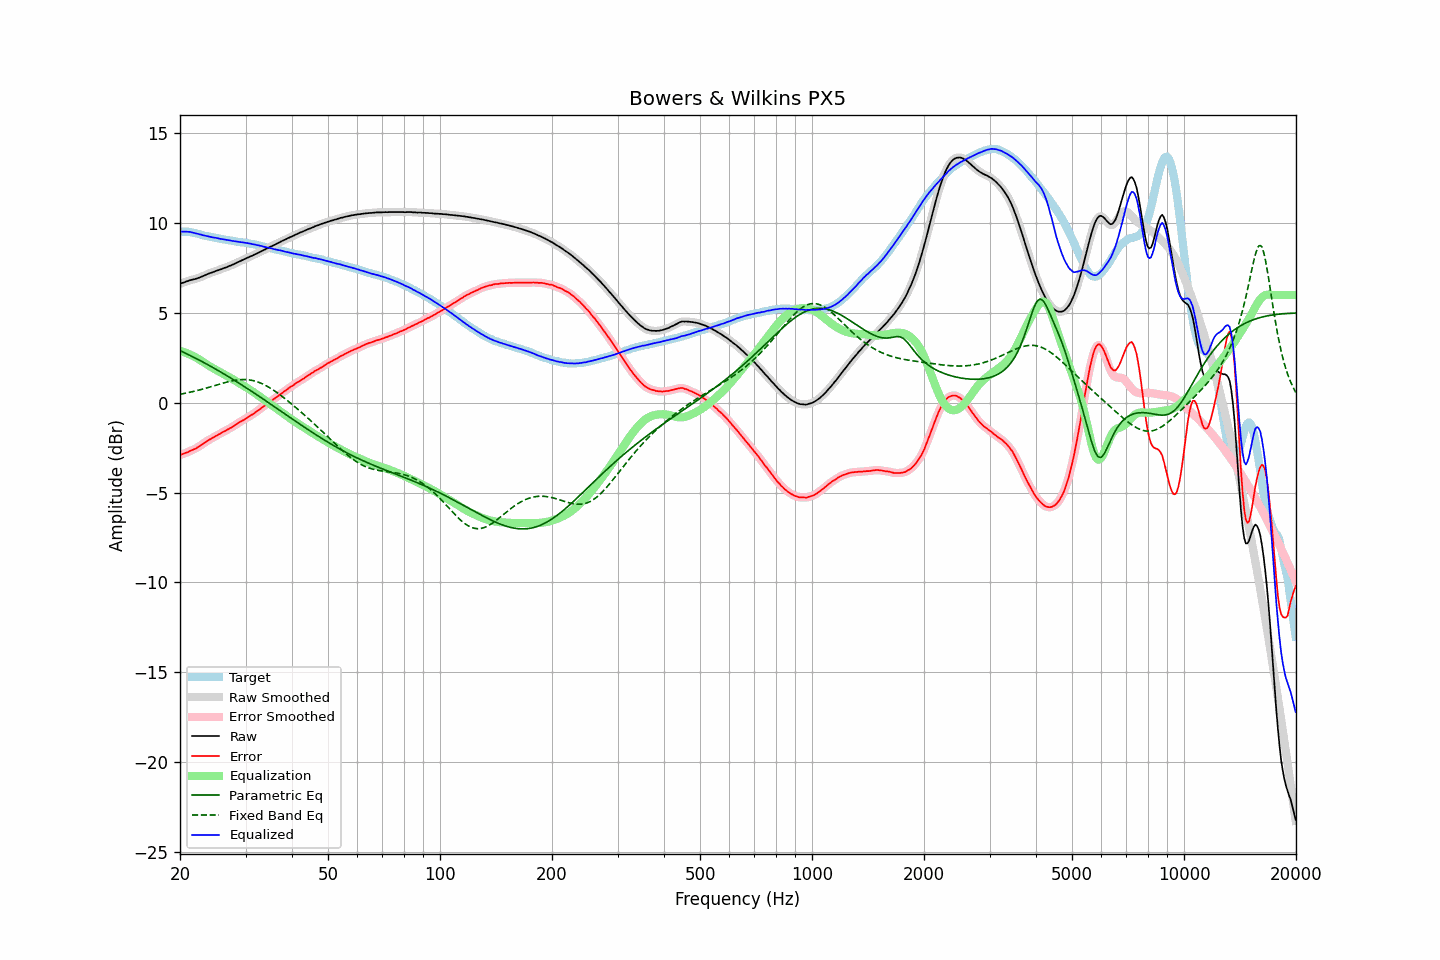 Bowers & Wilkins PX5
15
10
5
0
−5
−10
−15
−20
−25
Amplitude (dBr)
Target
Raw Smoothed
Error Smoothed
Raw
Error
Equalization
Parametric Eq
Fixed Band Eq
Equalized
20 50 100 200 500 1000 2000 5000 10000 20000
Frequency (Hz)